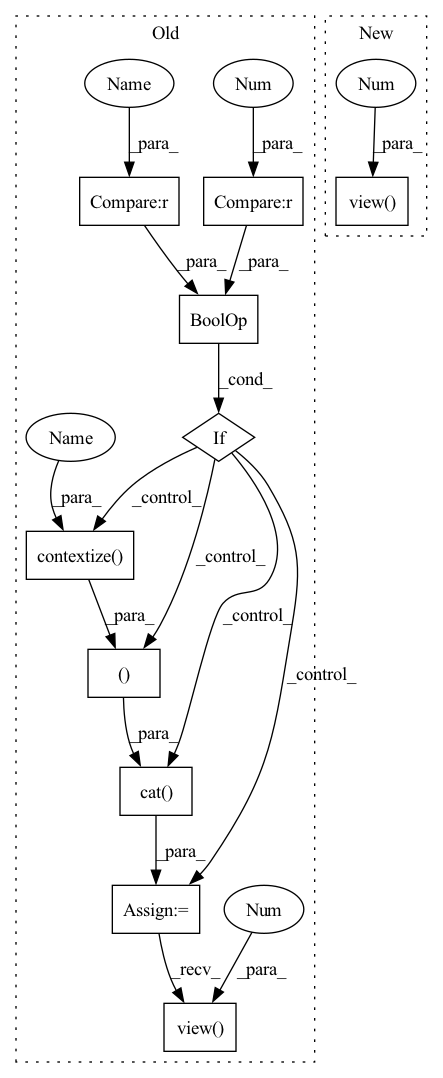 Old
New
Name
Num
Num
_para_
_para_
_para_
Compare:r
Compare:r
view()
_para_
_para_
BoolOp
_cond_
Name
If
_para_
_control_
_control_
contextize()
_control_
_para_
_control_
()
_para_
cat()
_para_
Assign:=
Num
_recv_
_para_
view()